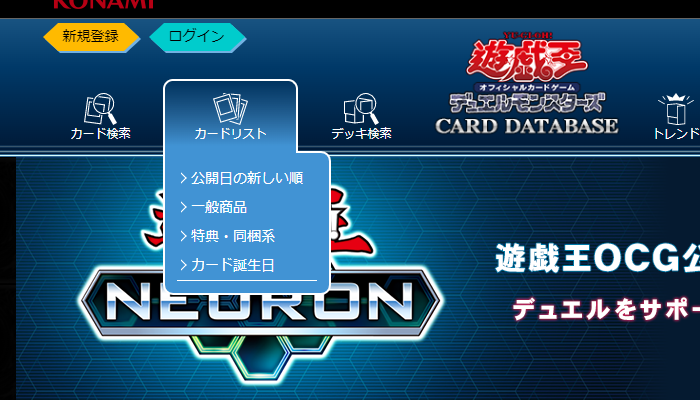 KONAMI
新規登録
ログイン
遊戯王
オフィシャルカードゲーム
デュエルモンスターズ
CARD DATABASE
カード検索
カードリスト
デッキ検索
トレンド
公開日の新しい順
一般商品
特典・同梱系
カード誕生日
NEURON
遊戯王OCG公
デュエルをサポー